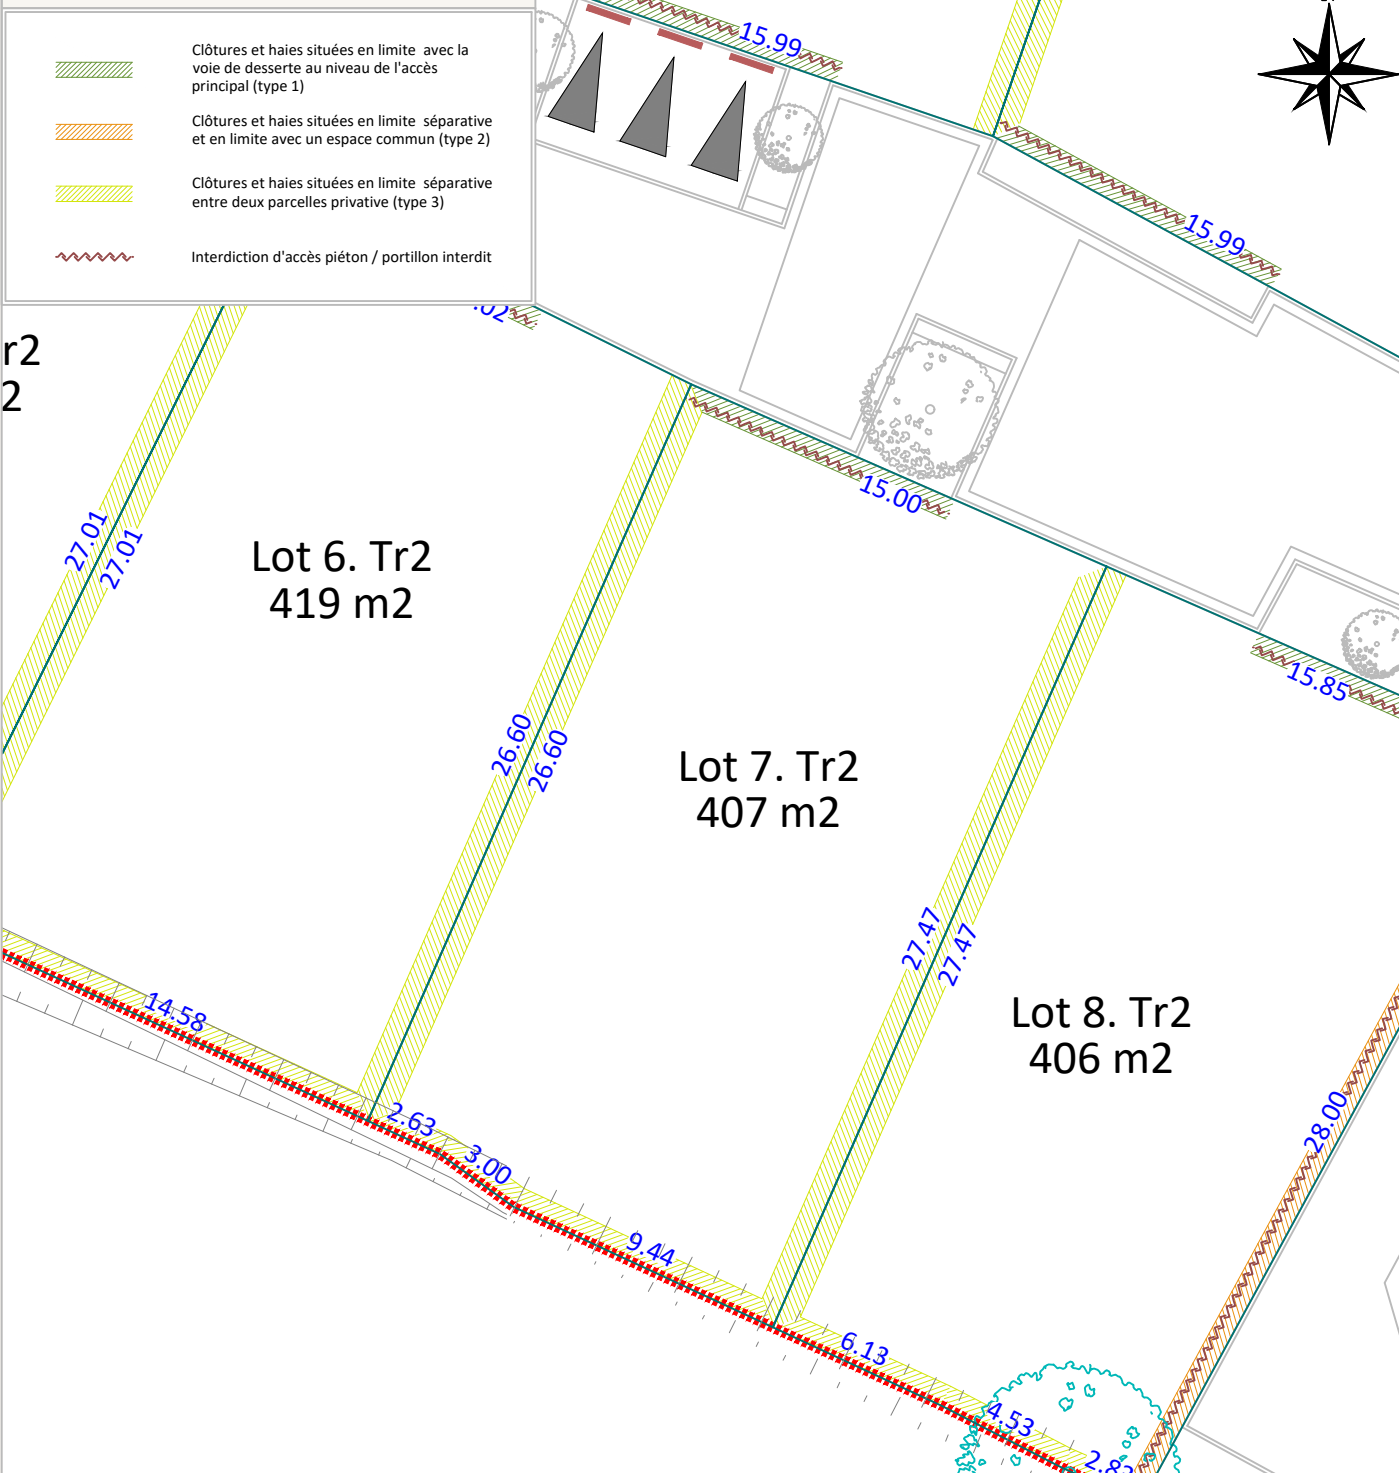 Clôtures et haies situées en limite  avec la
voie de desserte au niveau de l'accès
principal (type 1)
Clôtures et haies situées en limite  séparative
et en limite avec un espace commun (type 2)
Clôtures et haies situées en limite  séparative
entre deux parcelles privative (type 3)
Interdiction d'accès piéton / portillon interdit
15.99
15.99
.02
r2
2
27.01
27.01
Lot 6. Tr2
419 m2
15.00
15.85
26.60
26.60
Lot 7. Tr2
407 m2
27.47
27.47
Lot 8. Tr2
406 m2
28.00
14.58
2.63
3.00
9.44
6.13
4.53